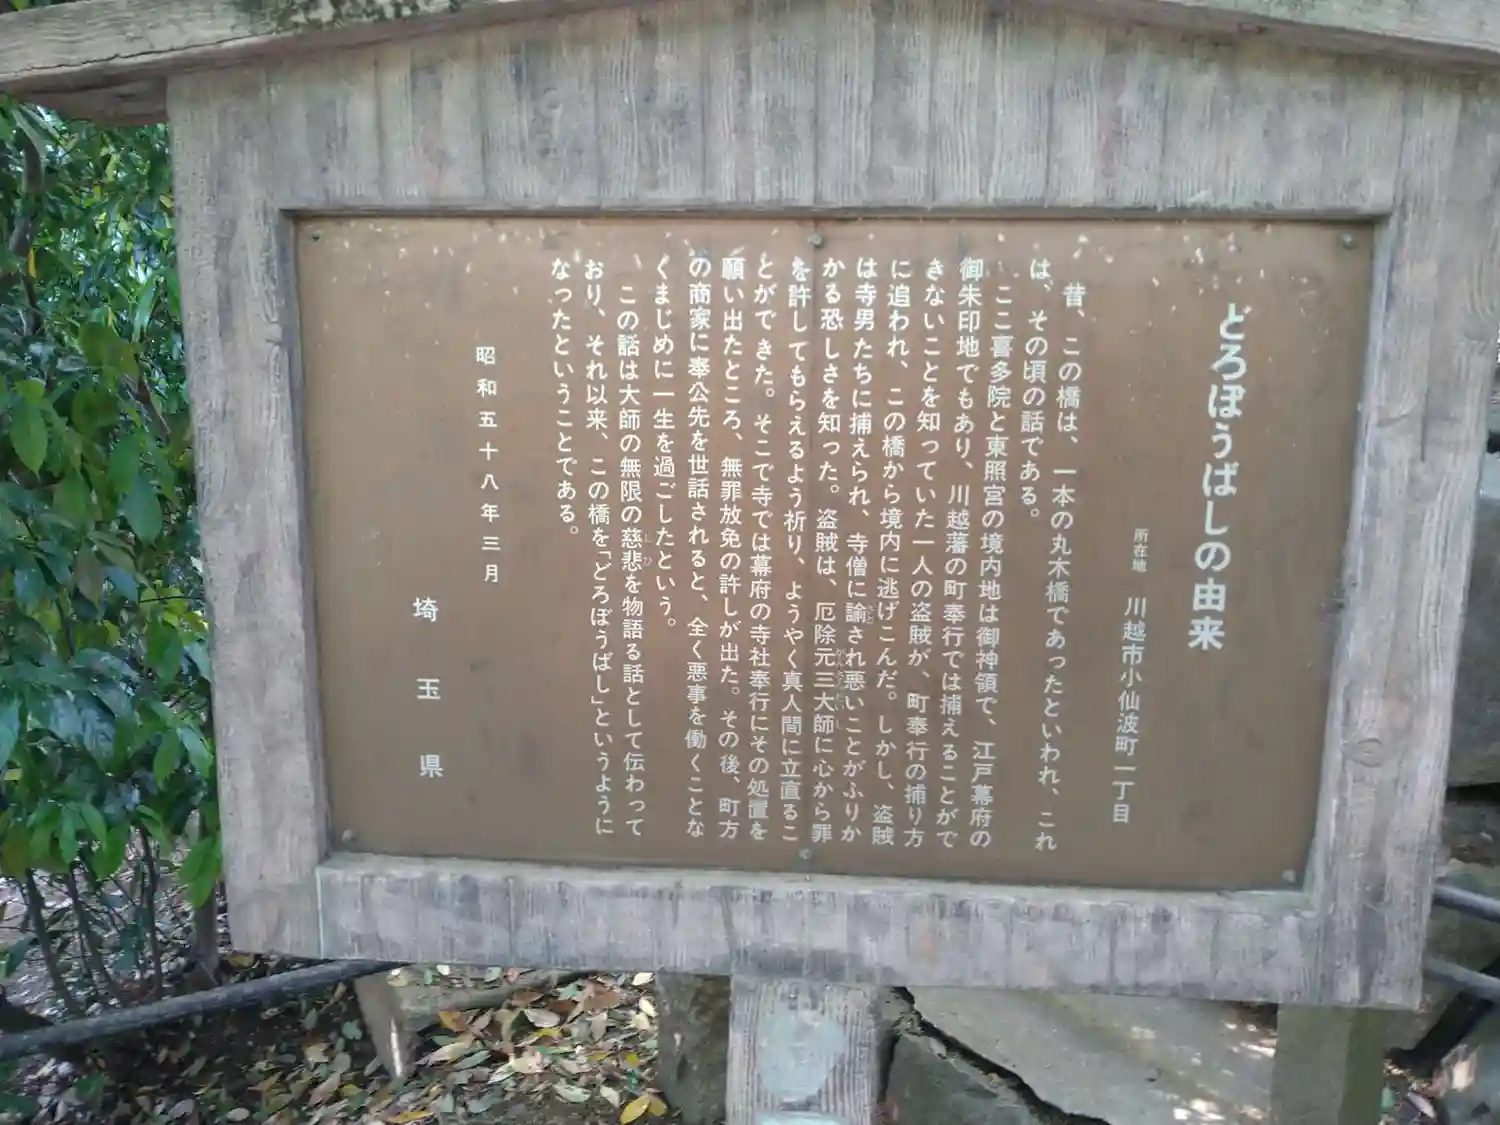 どろぼうばしの由来
所在地 川越市小仙波町一丁目
昔、この橋は、一本の丸木橋であったといわれ、これ
は、その頃の話である。
ここ喜多院と東照宮の境内地は御神領で、江戸幕府の
御朱印地でもあり、川越藩の町奉行では捕えることがで
きないことを知っていた一人の盗賊が、町奉行の捕り方
に追われ、この橋から境内に逃げこんだ。しかし、盗賊
は寺男たちに捕えられ、寺僧に諭され悪いことがふりか
かる恐しさを知った。盗賊は、厄除元三大師に心から罪
を許してもらえるよう祈り、ようやく真人間に立直るこ
とができた。そこで寺では幕府の寺社奉行にその処置を
願い出たところ、無罪放免の許しが出た。その後、町方
の商家に奉公先を世話されると、全く悪事を働くことな
くまじめに一生を過ごしたという。
この話は大師の無限の慈悲を物語る話として伝わって
おり、それ以来、この橋を「どろぼうばし」というように
なったということである。
昭和五十八年三月
埼玉県